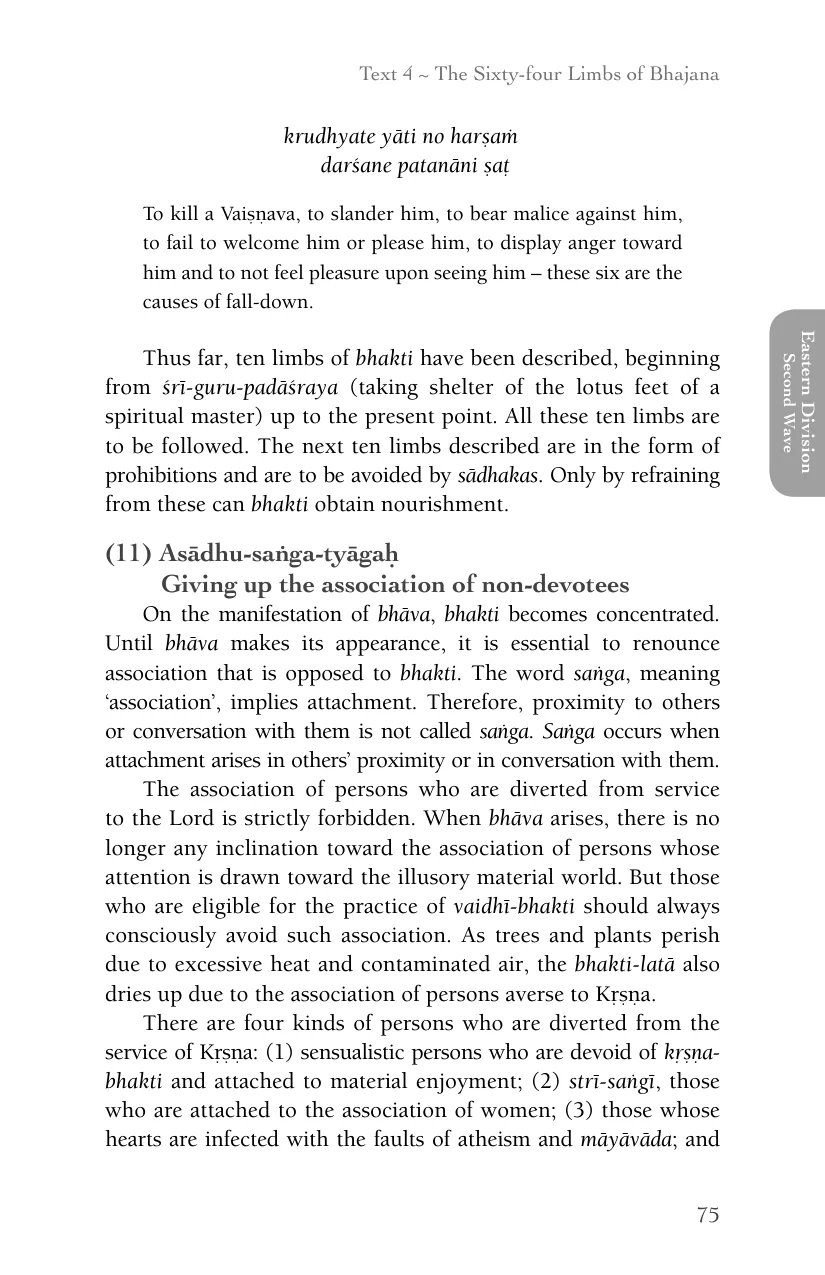 Text 4 ~ The Sixty-four Limbs of Bhajana
krudhyate yāti no harṣaṁ
darśane patanāni ṣaṭ
To kill a Vaiṣṇava, to slander him, to bear malice against him,
to fail to welcome him or please him, to display anger toward
him and to not feel pleasure upon seeing him – these six are the
causes of fall-down.
Thus far, ten limbs of bhakti have been described, beginning
from śrī-guru-padāśraya (taking shelter of the lotus feet of a
spiritual master) up to the present point. All these ten limbs are
to be followed. The next ten limbs described are in the form of
prohibitions and are to be avoided by sādhakas. Only by refraining
from these can bhakti obtain nourishment.
(11) Asādhu-saṅga-tyāgaḥ
Giving up the association of non-devotees
On the manifestation of bhāva, bhakti becomes concentrated.
Until bhāva makes its appearance, it is essential to renounce
association that is opposed to bhakti. The word saṅga, meaning
‘association’, implies attachment. Therefore, proximity to others
or conversation with them is not called saṅga. Saṅga occurs when
attachment arises in others’ proximity or in conversation with them.
The association of persons who are diverted from service
to the Lord is strictly forbidden. When bhāva arises, there is no
longer any inclination toward the association of persons whose
attention is drawn toward the illusory material world. But those
who are eligible for the practice of vaidhī-bhakti should always
consciously avoid such association. As trees and plants perish
due to excessive heat and contaminated air, the bhakti-latā also
dries up due to the association of persons averse to Kṛṣṇa.
There are four kinds of persons who are diverted from the
service of Kṛṣṇa: (1) sensualistic persons who are devoid of kṛṣṇa-
bhakti and attached to material enjoyment; (2) strī-saṅgī, those
who are attached to the association of women; (3) those whose
hearts are infected with the faults of atheism and māyāvāda; and
Eastern Division
Second Wave
75